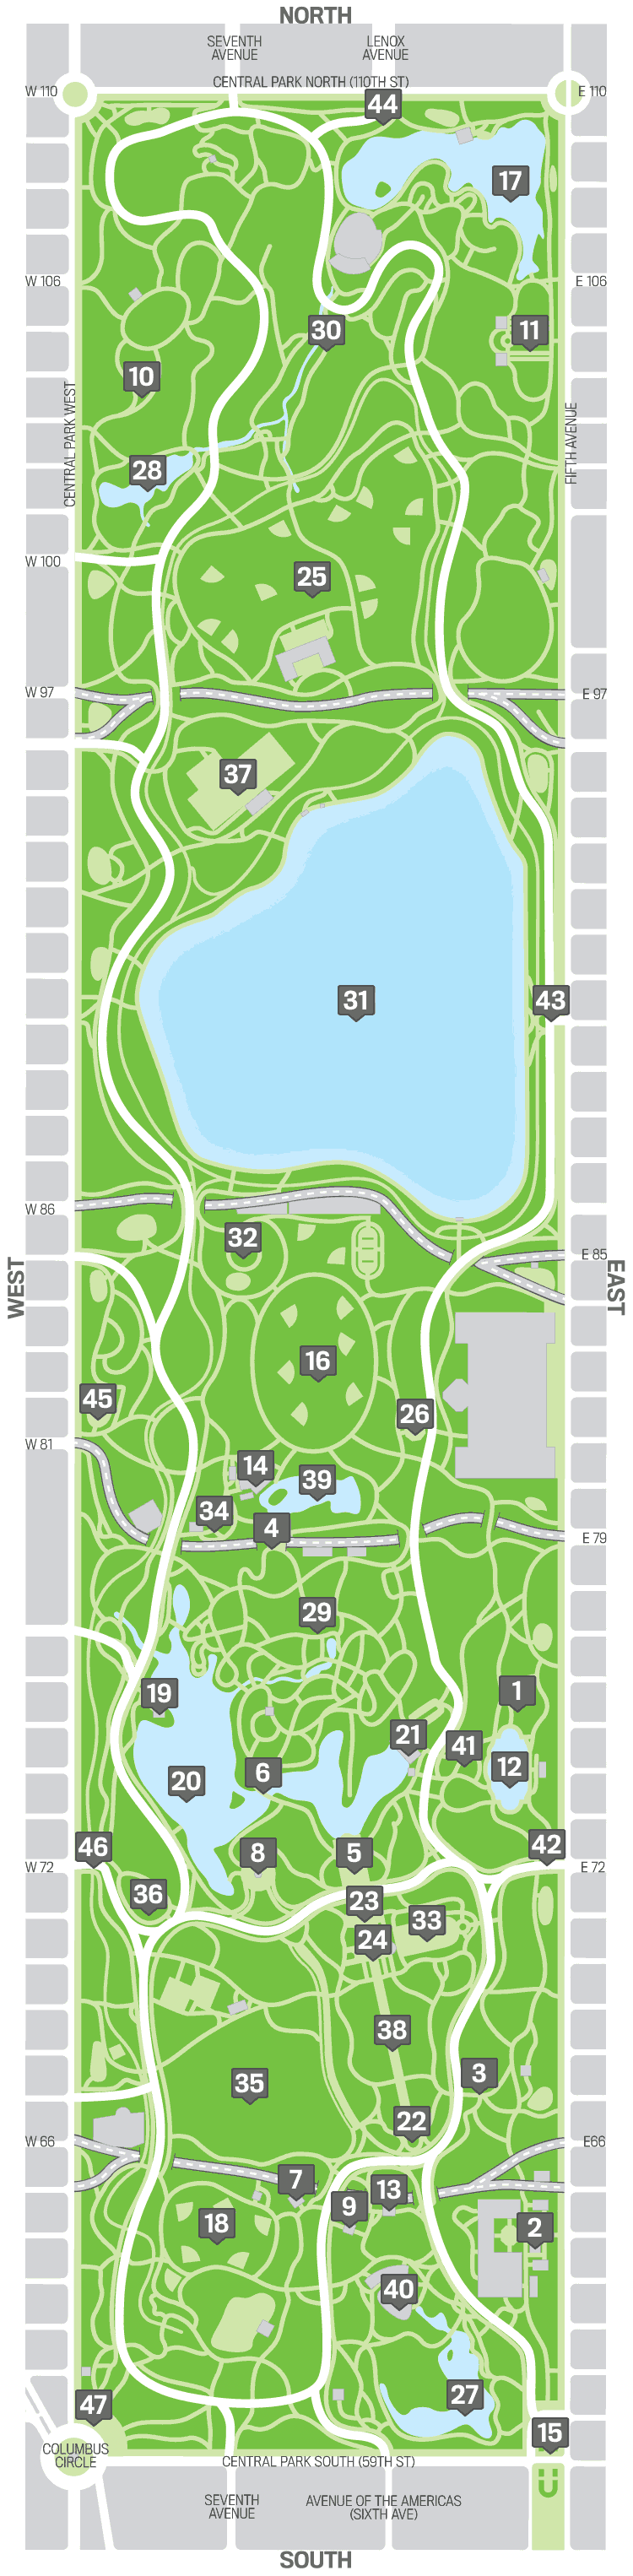 NORTH
SEVENTH
AVENUE
LENOX
AVENUE
CENTRAL PARK NORTH (110TH ST)
W 110
E 110
44
17
W 106
E 106
30
11
10
CENTRAL PARK WEST
FIFTH AVENUE
28
W 100
25
W 97
E 97
37
31
43
W 86
32
E 85
WEST
EAST
16
45
26
W 81
14
39
34
4
E 79
29
19
1
21
41
12
20
6
46
8
5
42
W 72
E 72
36
23
33
24
38
3
35
22
W 66
E66
7
13
9
18
2
40
27
47
15
COLUMBUS
CIRCLE
CENTRAL PARK SOUTH (59TH ST)
SEVENTH
AVENUE
AVENUE OF THE AMERICAS
(SIXTH AVE)
SOUTH